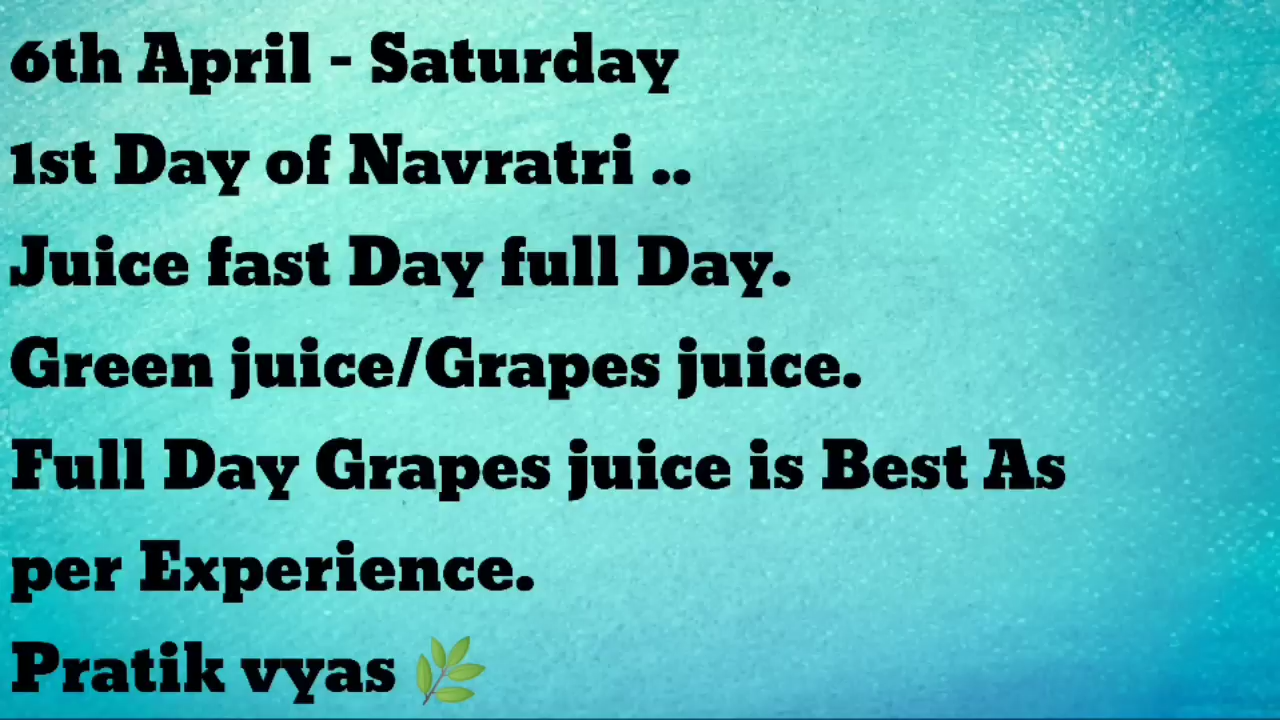 6th April - Saturday
1st Day of Navratri ..
Juice fast Day full Day.
Green juice/Grapes juice.
Full Day Grapes juice is Best As
per Experience.
Pratik vyas 🌿